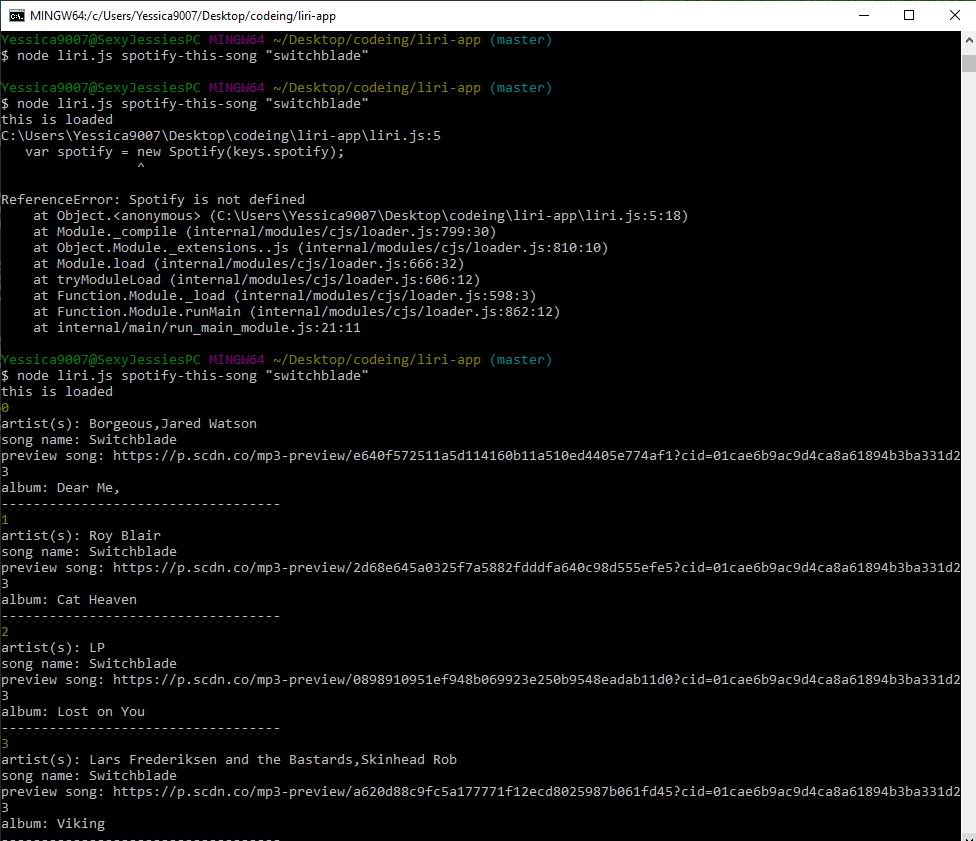 MINGW64:/c/Users/Yessica9007/Desktop/codeing/liri-app
Yessica9007@SexyJessiesPC MINGW64 ~/Desktop/codeing/liri-app (master)
$ node liri.js spotify-this-song "switchblade"
Yessica9007@SexyJessiesPC MINGW64 ~/Desktop/codeing/liri-app (master)
$ node liri.js spotify-this-song "switchblade"
this is loaded
C:\Users\Yessica9007\Desktop\codeing\liri-app\liri.js:5
   var spotify = new Spotify(keys.spotify);
                 ^
ReferenceError: Spotify is not defined
    at Object.<anonymous> (C:\Users\Yessica9007\Desktop\codeing\liri-app\liri.js:5:18)
    at Module._compile (internal/modules/cjs/loader.js:799:30)
    at Object.Module._extensions..js (internal/modules/cjs/loader.js:810:10)
    at Module.load (internal/modules/cjs/loader.js:666:32)
    at tryModuleLoad (internal/modules/cjs/loader.js:606:12)
    at Function.Module._load (internal/modules/cjs/loader.js:598:3)
    at Function.Module.runMain (internal/modules/cjs/loader.js:862:12)
    at internal/main/run_main_module.js:21:11
Yessica9007@SexyJessiesPC MINGW64 ~/Desktop/codeing/liri-app (master)
$ node liri.js spotify-this-song "switchblade"
this is loaded
0
artist(s): Borgeous,Jared Watson
song name: Switchblade
preview song: https://p.scdn.co/mp3-preview/e640f572511a5d114160b11a510ed4405e774af1?cid=01cae6b9ac9d4ca8a61894b3ba331d2
3
album: Dear Me,
-----------------------------------
1
artist(s): Roy Blair
song name: Switchblade
preview song: https://p.scdn.co/mp3-preview/2d68e645a0325f7a5882fdddfa640c98d555efe5?cid=01cae6b9ac9d4ca8a61894b3ba331d2
3
album: Cat Heaven
-----------------------------------
2
artist(s): LP
song name: Switchblade
preview song: https://p.scdn.co/mp3-preview/0898910951ef948b069923e250b9548eadab11d0?cid=01cae6b9ac9d4ca8a61894b3ba331d2
3
album: Lost on You
-----------------------------------
3
artist(s): Lars Frederiksen and the Bastards,Skinhead Rob
song name: Switchblade
preview song: https://p.scdn.co/mp3-preview/a620d88c9fc5a177771f12ecd8025987b061fd45?cid=01cae6b9ac9d4ca8a61894b3ba331d2
3
album: Viking
-----------------------------------